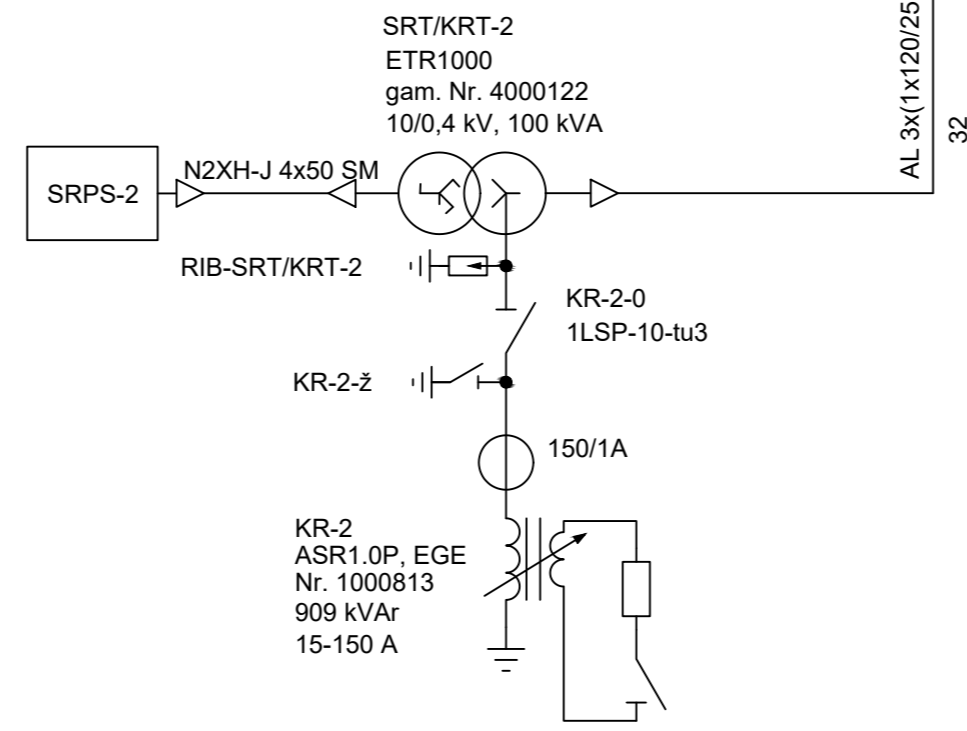 SRT/KRT-2
ETR1000
gam. Nr. 4000122
10/0,4 kV, 100 kVA
AL 3x(1x120/25
32
SRPS-2
N2XH-J 4x50 SM
RIB-SRT/KRT-2
KR-2-0
1LSP-10-tu3
KR-2-ž
150/1A
KR-2
ASR1.0P, EGE
Nr. 1000813
909 kVAr
15-150 A